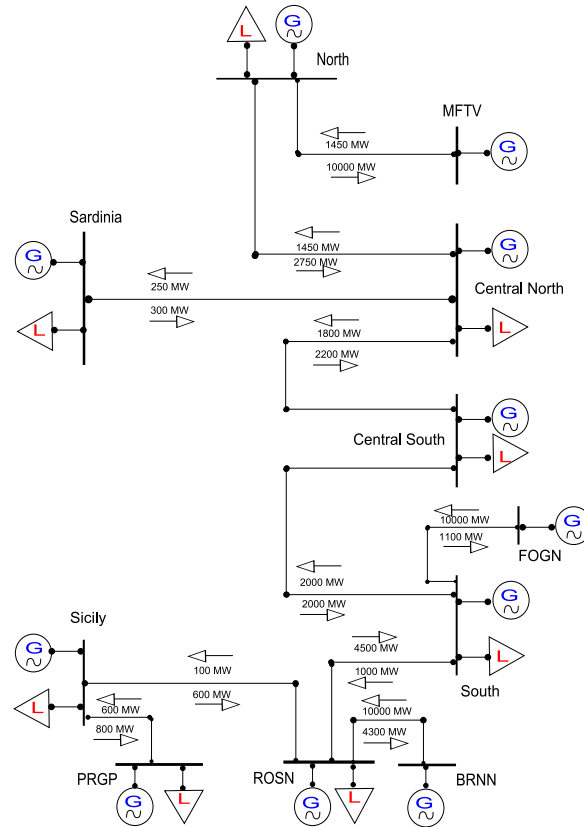 L
G
North
MFTV
1450 MW
G
10000 MW
Sardinia
G
1450 MW
G
2750 MW
250 MW
Central North
300 MW
1800 MW
L
L
2200 MW
G
Central South
L
10000 MW
G
1100 MW
FOGN
2000 MW
G
2000 MW
Sicily
4500 MW
G
100 MW
1000 MW
L
South
600 MW
10000 MW
L
600 MW
4300 MW
800 MW
PRGP
ROSN
BRNN
G
L
G
L
G